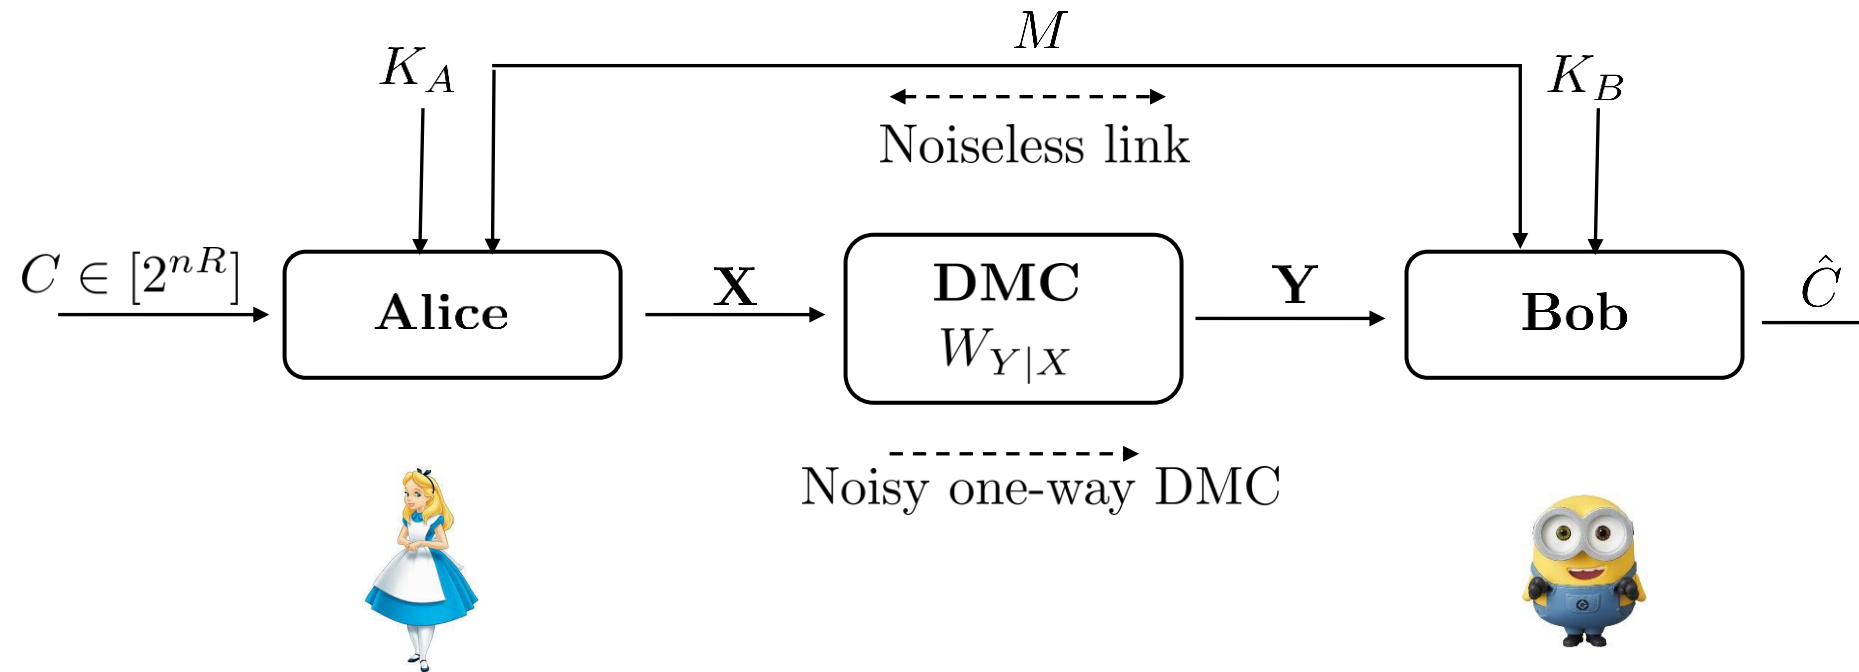 M
K_A
K_B
Noiseless link
C ∈ [2^{nR}]
Alice
X
DMC
W_{Y|X}
Y
Bob
Ĉ
Noisy one-way DMC